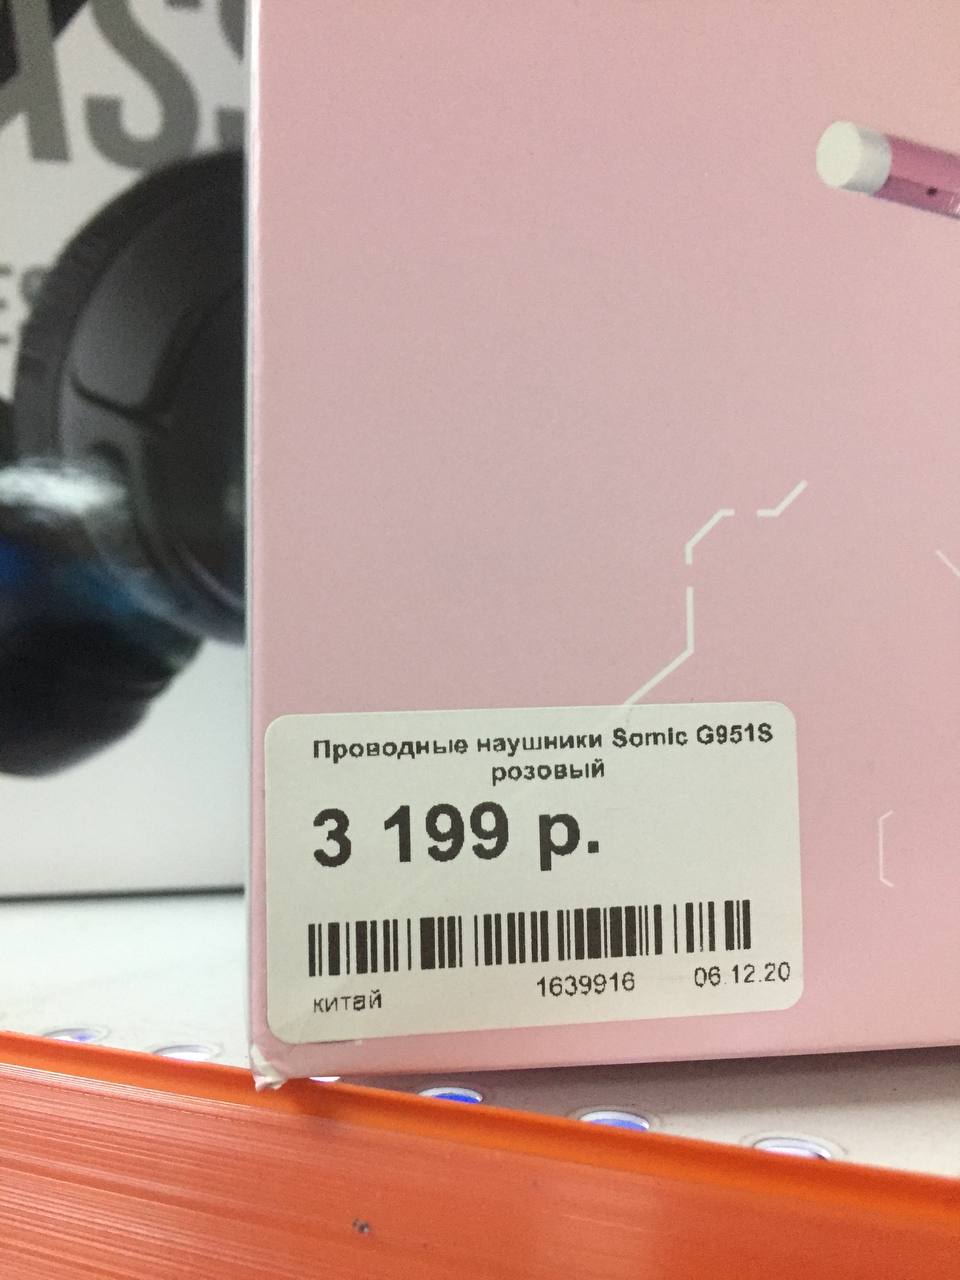 Проводные наушники Somic G951S
розовый
3 199 р.
китай
1639916
06.12.20